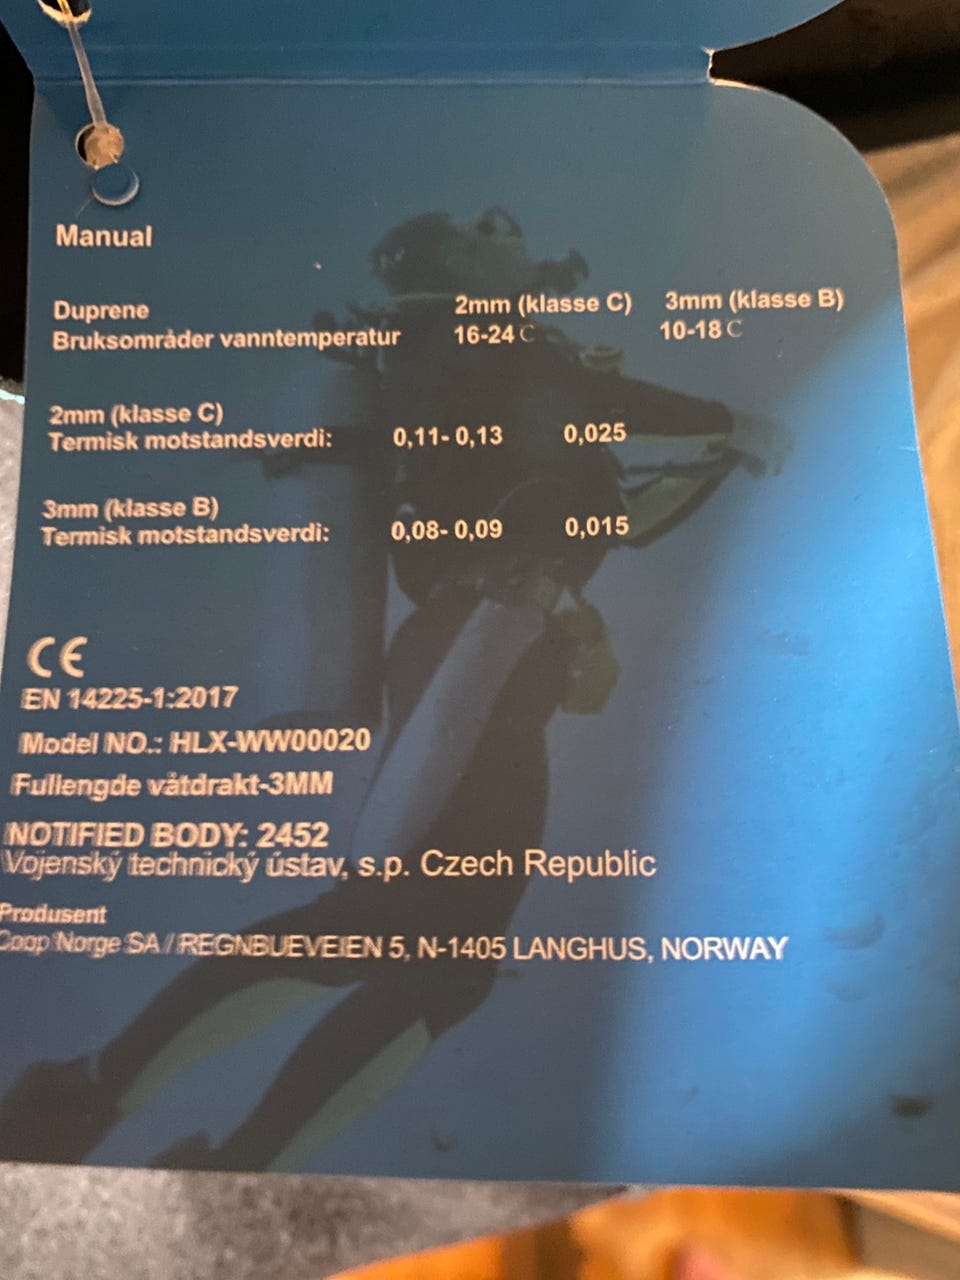 Manual
Duprene 2mm (klasse C) 3mm (klasse B)
Bruksområder vanntemperatur 16-24 C 10-18 C
2mm (klasse C)
Termisk motstandsverdi: 0,11- 0,13 0,025
3mm (klasse B)
Termisk motstandsverdi: 0,08- 0,09 0,015
CE
EN 14225-1:2017
Model NO.: HLX-WW00020
Fullengde våtdrakt-3MM
NOTIFIED BODY: 2452
Vojenský technický ústav, s.p. Czech Republic
Produsent
Coop Norge SA / REGNBUEVEIEN 5, N-1405 LANGHUS, NORWAY